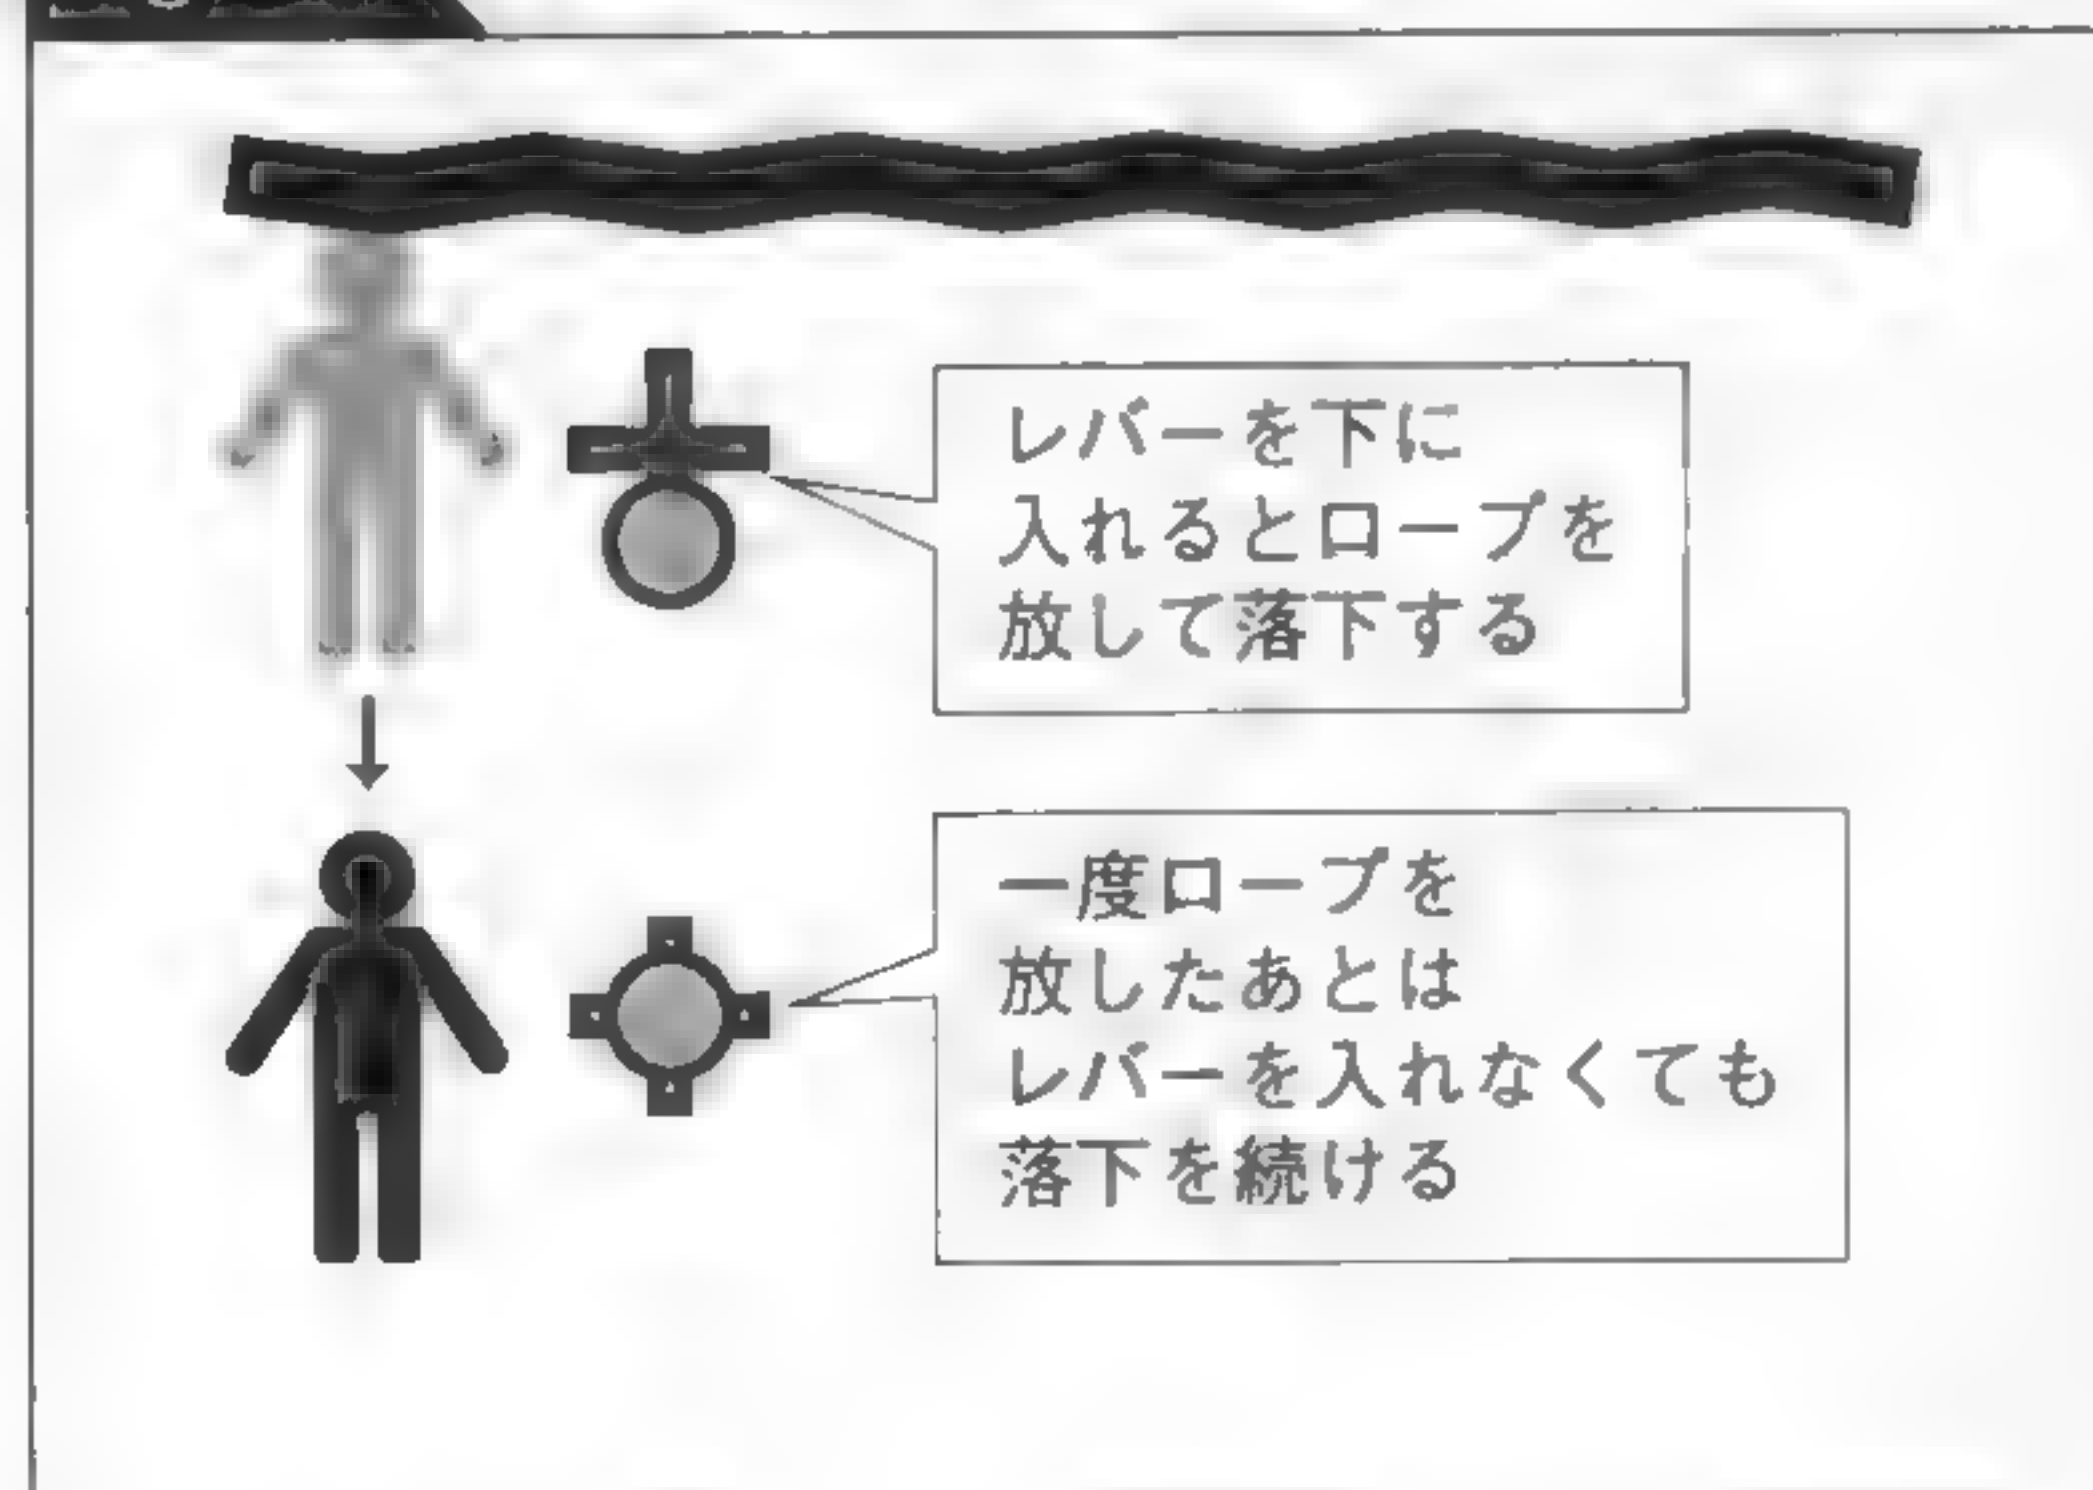 レバーを下に
入れるとロープを
放して落下する
一度ロープを
放したあとは
レバーを入れなくても
落下を続ける